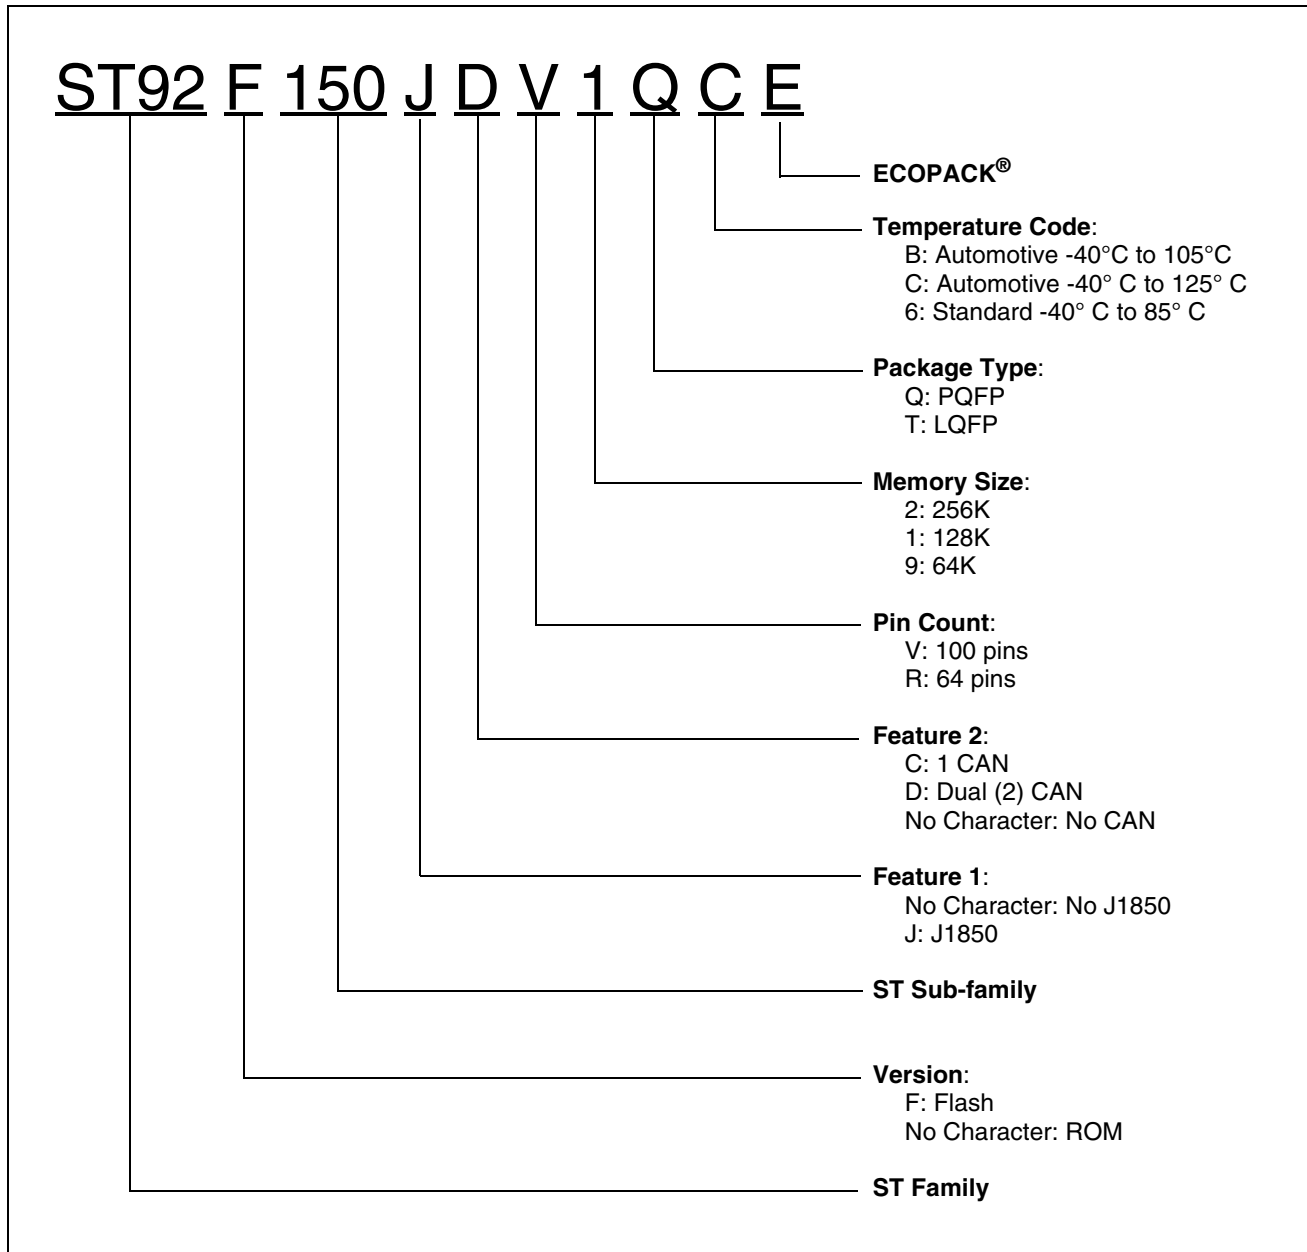 ST92 F 150 J D V 1 Q C E
ECOPACK®
Temperature Code:
B: Automotive -40°C to 105°C
C: Automotive -40° C to 125° C
6: Standard -40° C to 85° C
Package Type:
Q: PQFP
T: LQFP
Memory Size:
2: 256K
1: 128K
9: 64K
Pin Count:
V: 100 pins
R: 64 pins
Feature 2:
C: 1 CAN
D: Dual (2) CAN
No Character: No CAN
Feature 1:
No Character: No J1850
J: J1850
ST Sub-family
Version:
F: Flash
No Character: ROM
ST Family